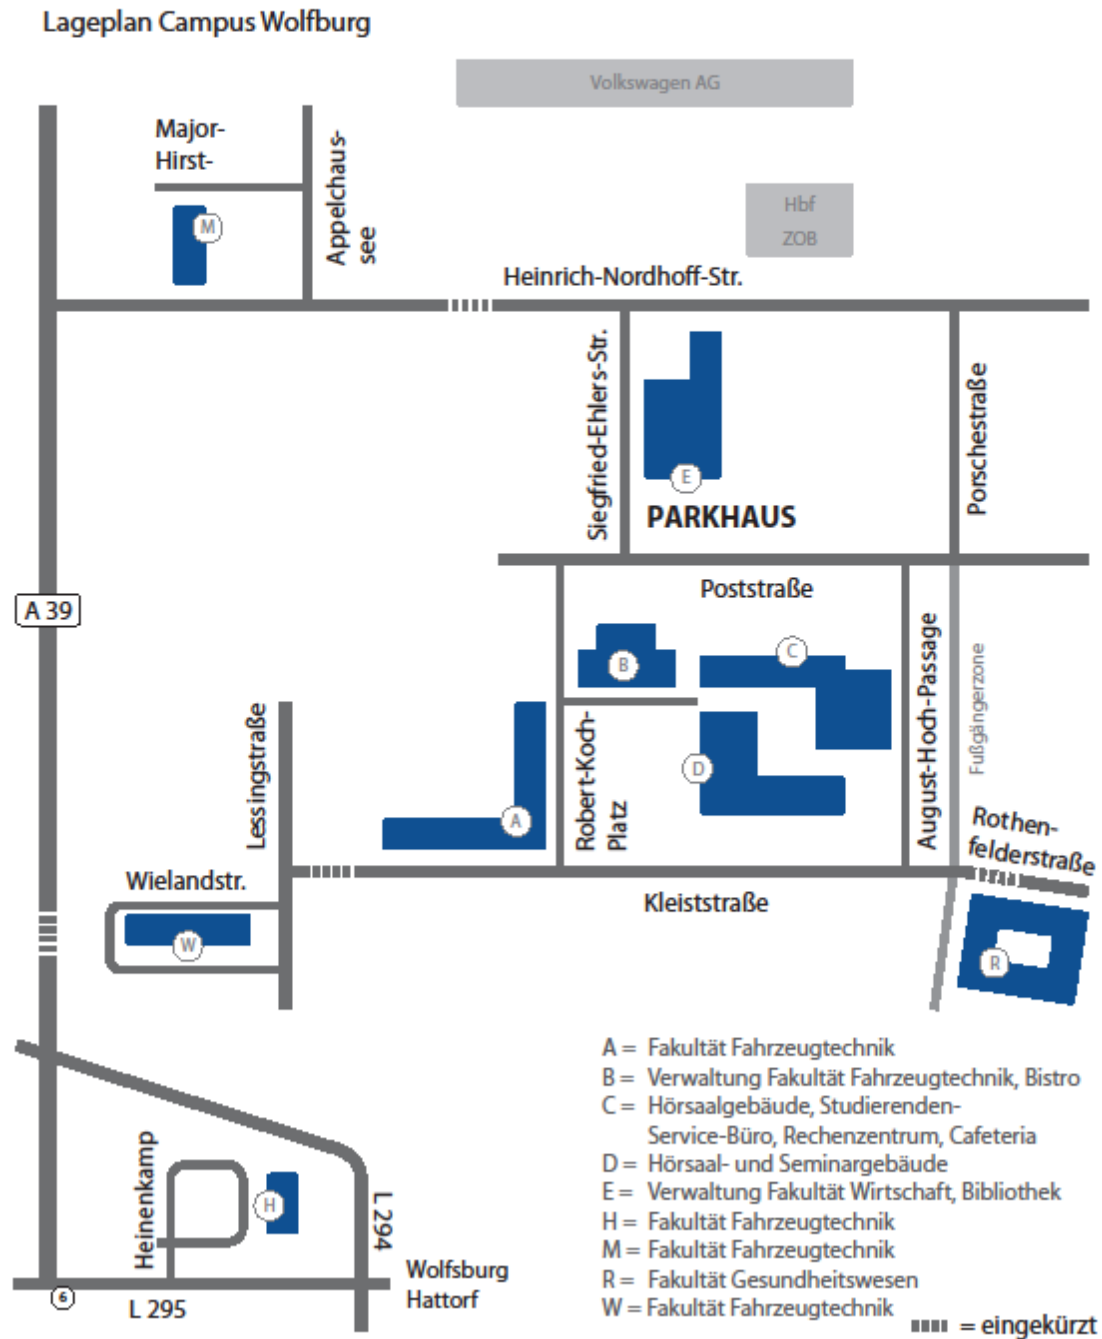 Lageplan Campus Wolfburg
Volkswagen AG
Major-
Hirst-
Appelchaus-
see
M
Hbf
ZOB
Heinrich-Nordhoff-Str.
Siegfried-Ehlers-Str.
Porschestraße
E
PARKHAUS
A 39
Poststraße
B
C
August-Hoch-Passage
Fußgängerzone
Lessingstraße
Robert-Koch-
Platz
D
A
Rothen-
felderstraße
Wielandstr.
Kleiststraße
W
R
A = Fakultät Fahrzeugtechnik
B = Verwaltung Fakultät Fahrzeugtechnik, Bistro
C = Hörsaalgebäude, Studierenden-
Service-Büro, Rechenzentrum, Cafeteria
D = Hörsaal- und Seminargebäude
E = Verwaltung Fakultät Wirtschaft, Bibliothek
H = Fakultät Fahrzeugtechnik
M = Fakultät Fahrzeugtechnik
R = Fakultät Gesundheitswesen
W = Fakultät Fahrzeugtechnik
= eingekürzt
Heinenkamp
H
L 294
Wolfsburg
Hattorf
6
L 295